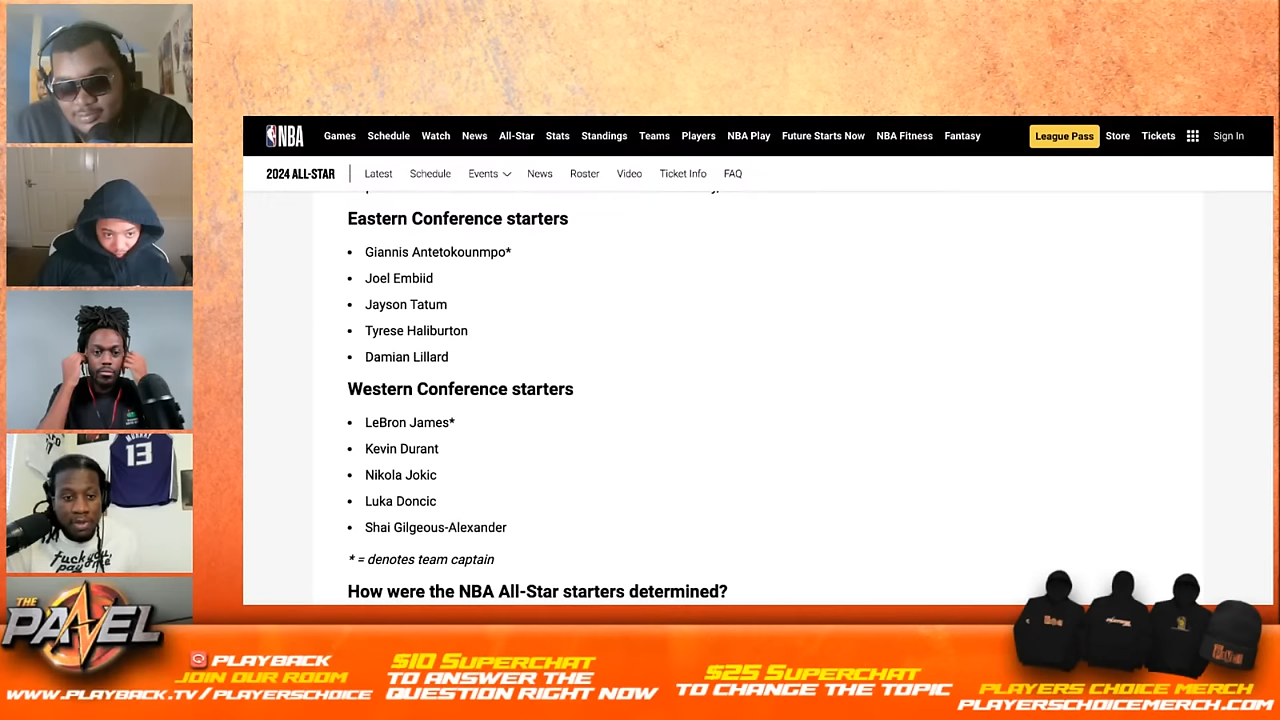 NBA
Games Schedule Watch News All-Star Stats Standings Teams Players NBA Play Future Starts Now NBA Fitness Fantasy League Pass Store Tickets Sign In
2024 ALL-STAR Latest Schedule Events News Roster Video Ticket Info FAQ
Eastern Conference starters
• Giannis Antetokounmpo*
• Joel Embiid
• Jayson Tatum
• Tyrese Haliburton
• Damian Lillard
Western Conference starters
• LeBron James*
• Kevin Durant
• Nikola Jokic
• Luka Doncic
• Shai Gilgeous-Alexander
* = denotes team captain
How were the NBA All-Star starters determined?
MURRAY
13
fuck you
pay me
THE
PANEL
PLAYBACK
JOIN OUR ROOM
WWW.PLAYBACK.TV/PLAYERSCHOICE
$10 SUPERCHAT
TO ANSWER THE
QUESTION RIGHT NOW
$25 SUPERCHAT
TO CHANGE THE TOPIC
PLAYERS CHOICE MERCH
PLAYERSCHOICEMERCH.COM